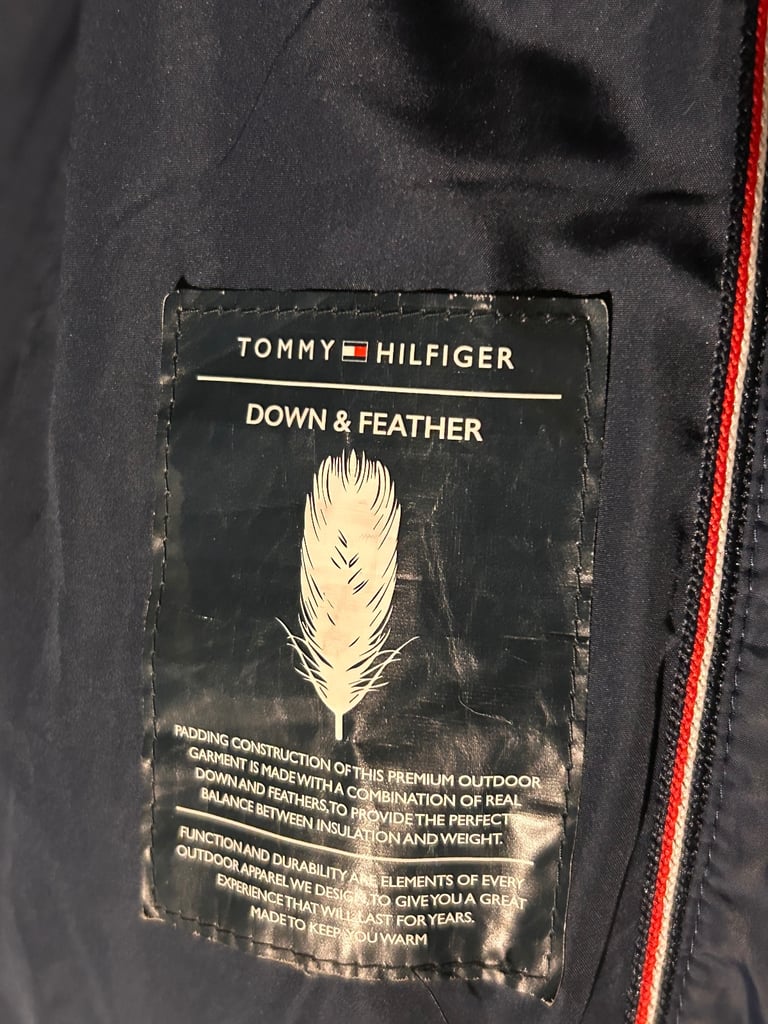 TOMMY HILFIGER
DOWN & FEATHER
PADDING CONSTRUCTION OF THIS PREMIUM OUTDOOR
GARMENT IS MADE WITH A COMBINATION OF REAL
DOWN AND FEATHERS, TO PROVIDE THE PERFECT
BALANCE BETWEEN INSULATION AND WEIGHT.
FUNCTION AND DURABILITY ARE ELEMENTS OF EVERY
OUTDOOR APPAREL WE DESIGN, TO GIVE YOU A GREAT
EXPERIENCE THAT WILL LAST FOR YEARS.
MADE TO KEEP YOU WARM